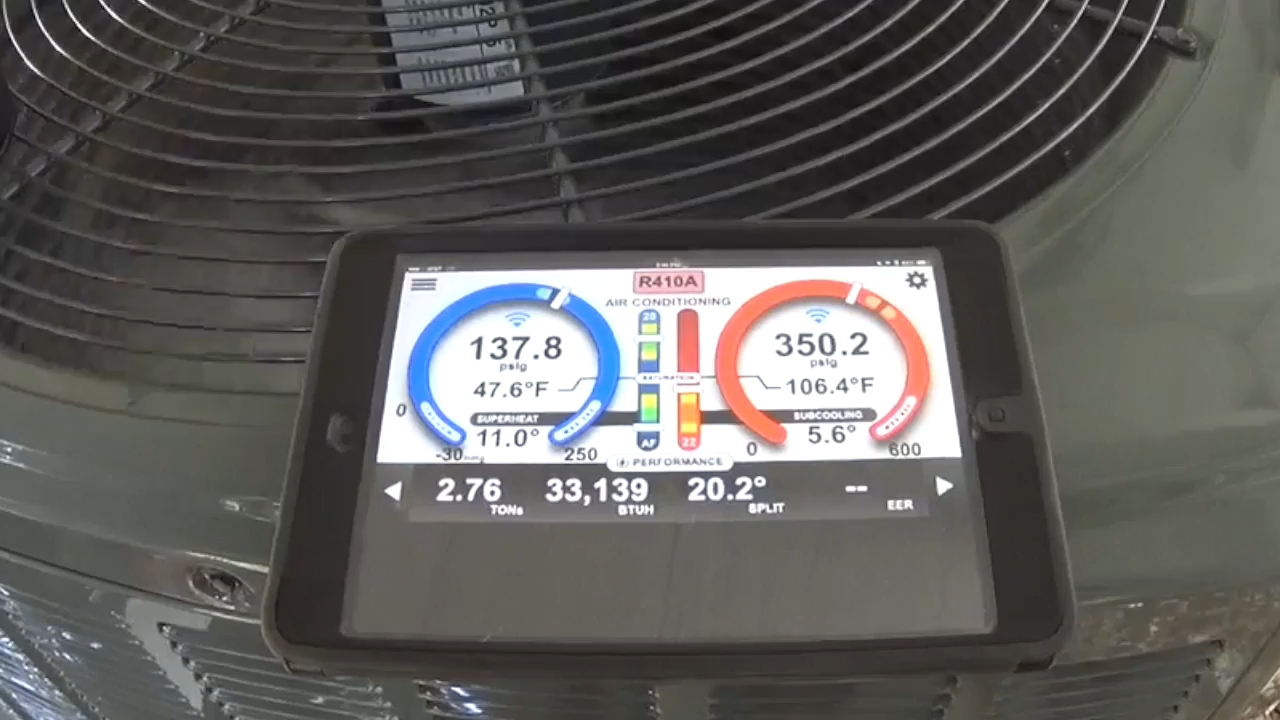 R410A
AIR CONDITIONING
137.8
psig
47.6°F
SUPERHEAT
11.0°
0
-30
250
20
SATURATION
AF
22
350.2
psig
106.4°F
SUBCOOLING
5.6°
0
600
PERFORMANCE
2.76 33,139 20.2° --
TONs BTUH SPLIT EER